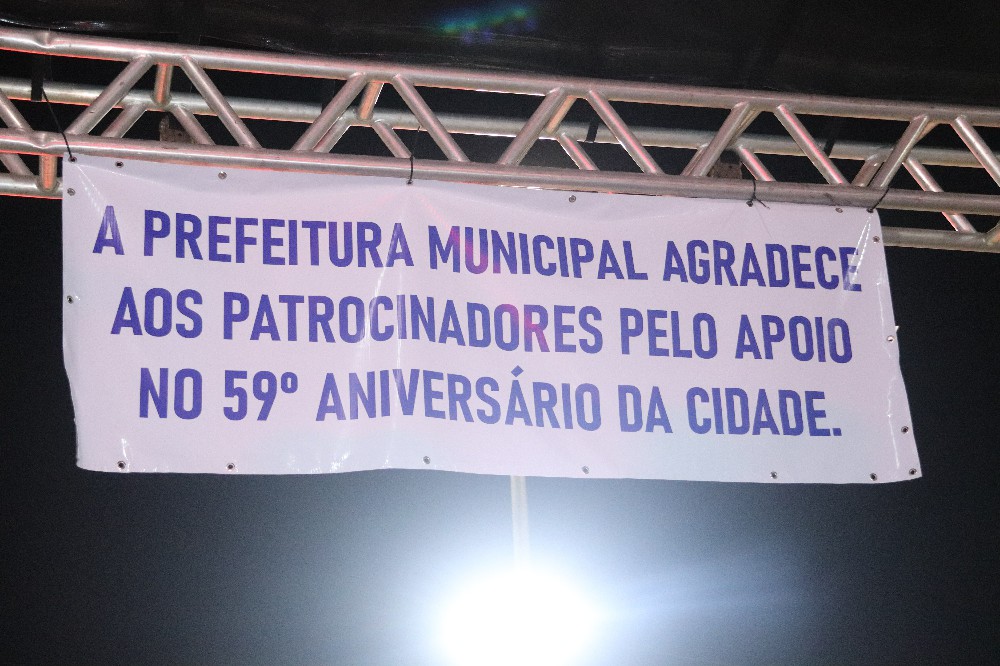 A PREFEITURA MUNICIPAL AGRADECE
AOS PATROCINADORES PELO APOIO
NO 59º ANIVERSÁRIO DA CIDADE.